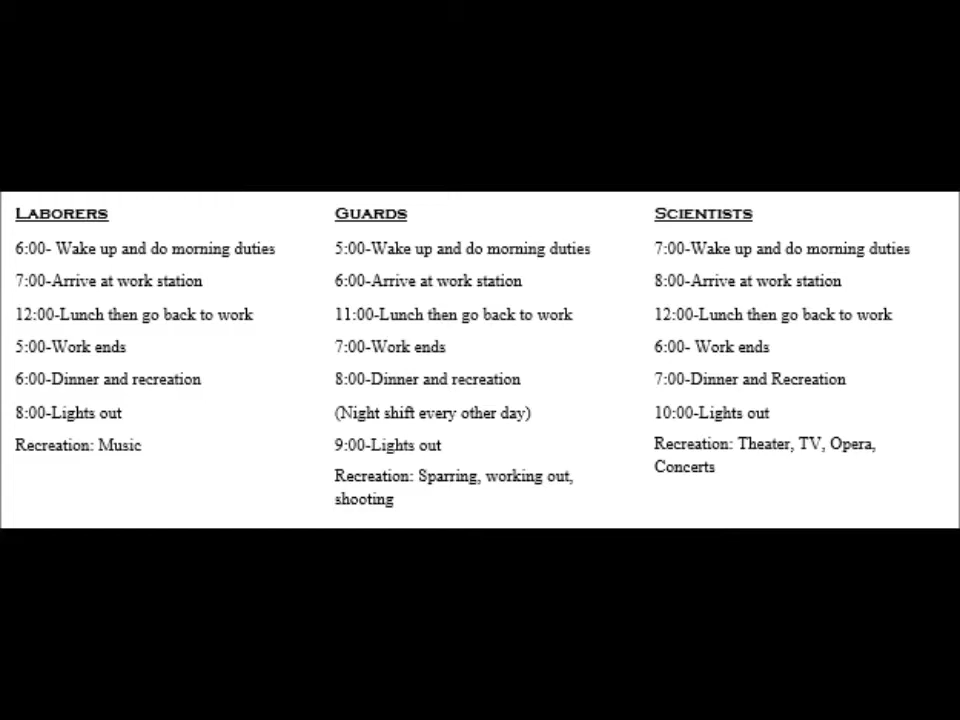 LABORERS
6:00- Wake up and do morning duties
7:00-Arrive at work station
12:00-Lunch then go back to work
5:00-Work ends
6:00-Dinner and recreation
8:00-Lights out
Recreation: Music
GUARDS
5:00-Wake up and do morning duties
6:00-Arrive at work station
11:00-Lunch then go back to work
7:00-Work ends
8:00-Dinner and recreation
(Night shift every other day)
9:00-Lights out
Recreation: Sparring, working out,
shooting
SCIENTISTS
7:00-Wake up and do morning duties
8:00-Arrive at work station
12:00-Lunch then go back to work
6:00- Work ends
7:00-Dinner and Recreation
10:00-Lights out
Recreation: Theater, TV, Opera,
Concerts